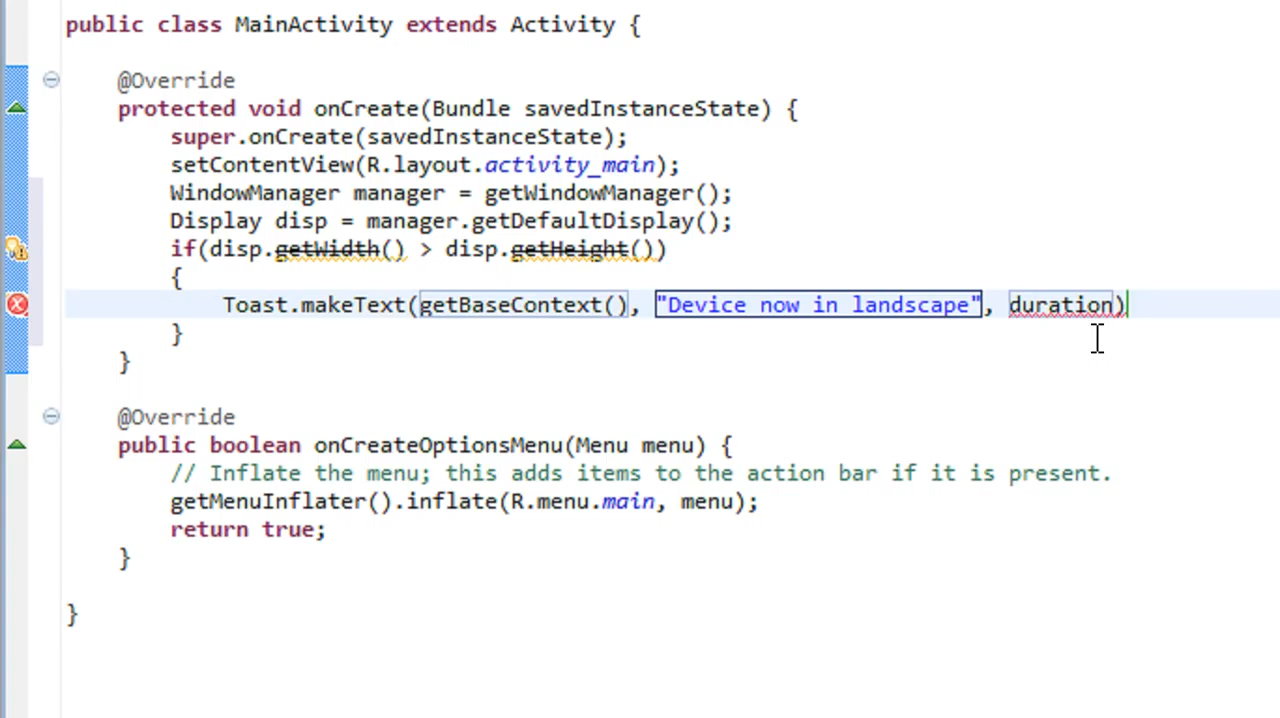 public class MainActivity extends Activity {
@Override
protected void onCreate(Bundle savedInstanceState) {
super.onCreate(savedInstanceState);
setContentView(R.layout.activity_main);
WindowManager manager = getWindowManager();
Display disp = manager.getDefaultDisplay();
if(disp.getWidth() > disp.getHeight())
{
Toast.makeText(getBaseContext(), "Device now in landscape", duration)
}
}
@Override
public boolean onCreateOptionsMenu(Menu menu) {
// Inflate the menu; this adds items to the action bar if it is present.
getMenuInflater().inflate(R.menu.main, menu);
return true;
}
}